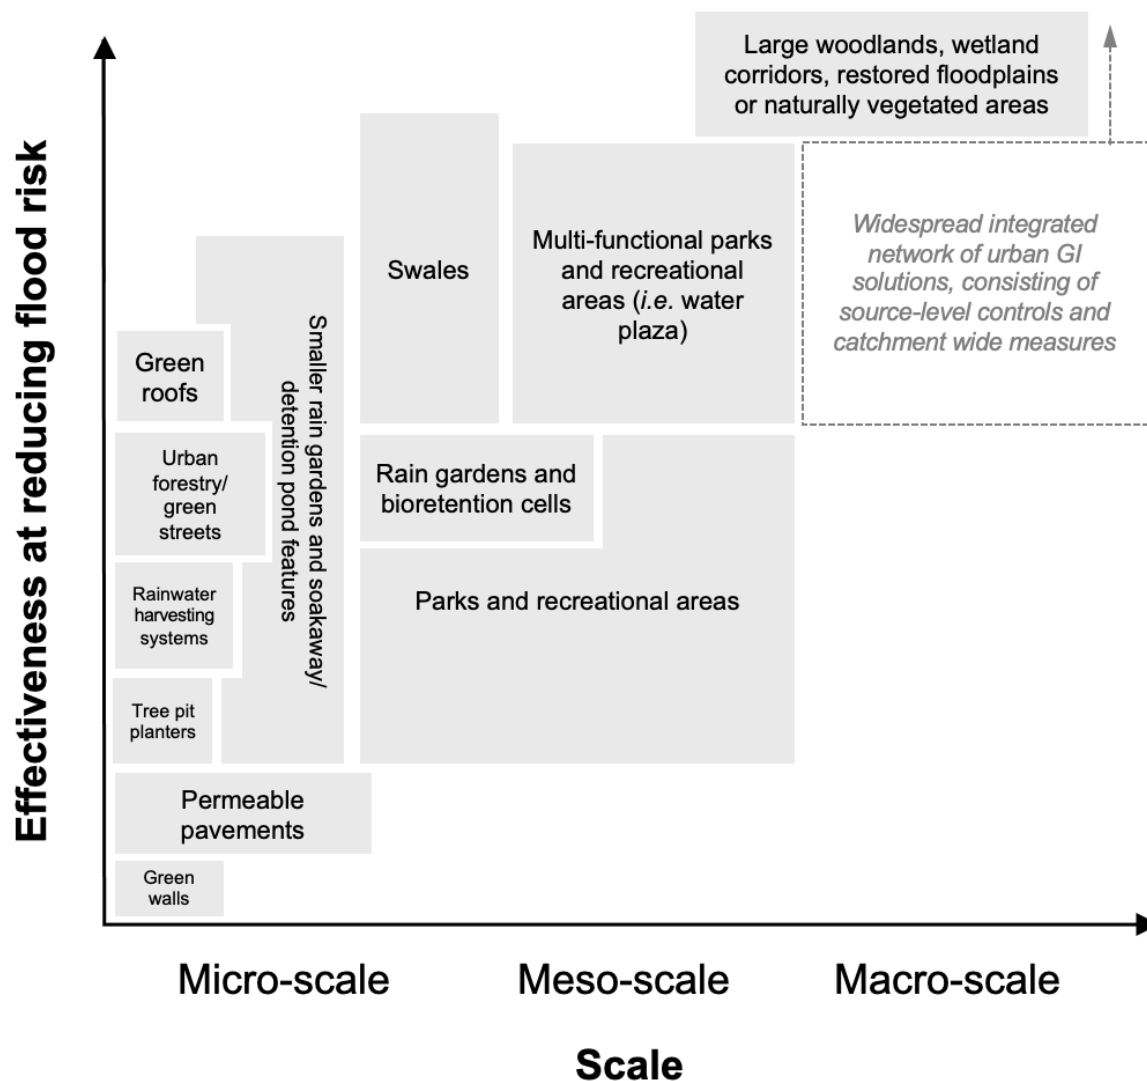 Effectiveness at reducing flood risk
Large woodlands, wetland
corridors, restored floodplains
or naturally vegetated areas
Swales
Multi-functional parks
and recreational
areas (i.e. water
plaza)
Widespread integrated
network of urban GI
solutions, consisting of
source-level controls and
catchment wide measures
Green
roofs
Smaller rain gardens and soakaway/
detention pond features
Urban
forestry/
green
streets
Rain gardens and
bioretention cells
Rainwater
harvesting
systems
Parks and recreational areas
Tree pit
planters
Permeable
pavements
Green
walls
Micro-scale
Meso-scale
Macro-scale
Scale